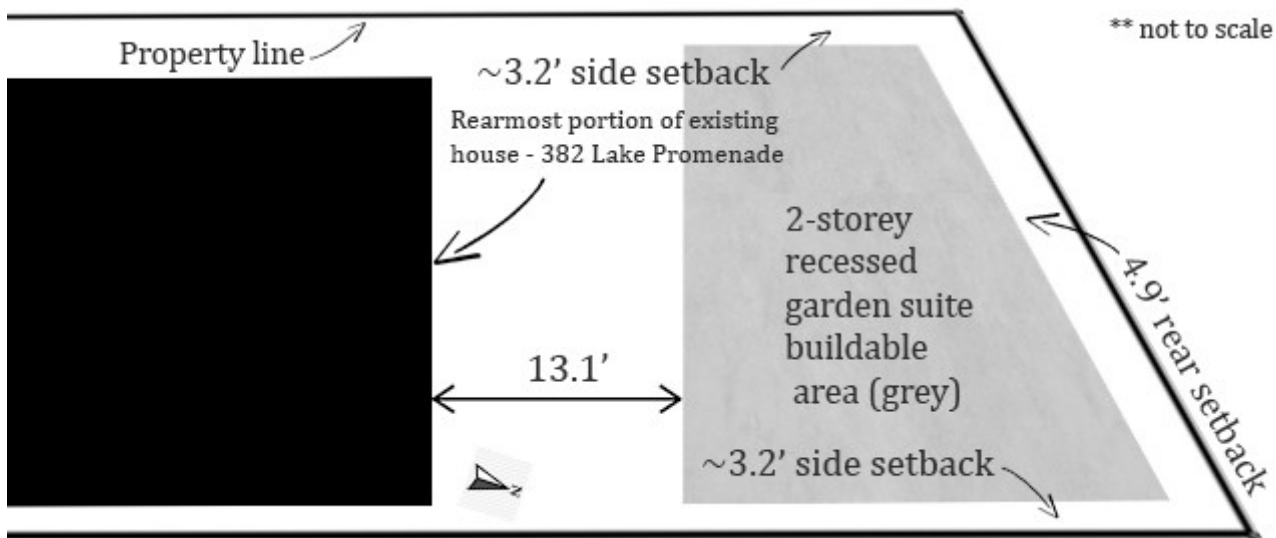 ** not to scale
Property line
~3.2' side setback
Rearmost portion of existing
house - 382 Lake Promenade
2-storey
recessed
garden suite
buildable
area (grey)
4.9' rear setback
13.1'
~3.2' side setback
N